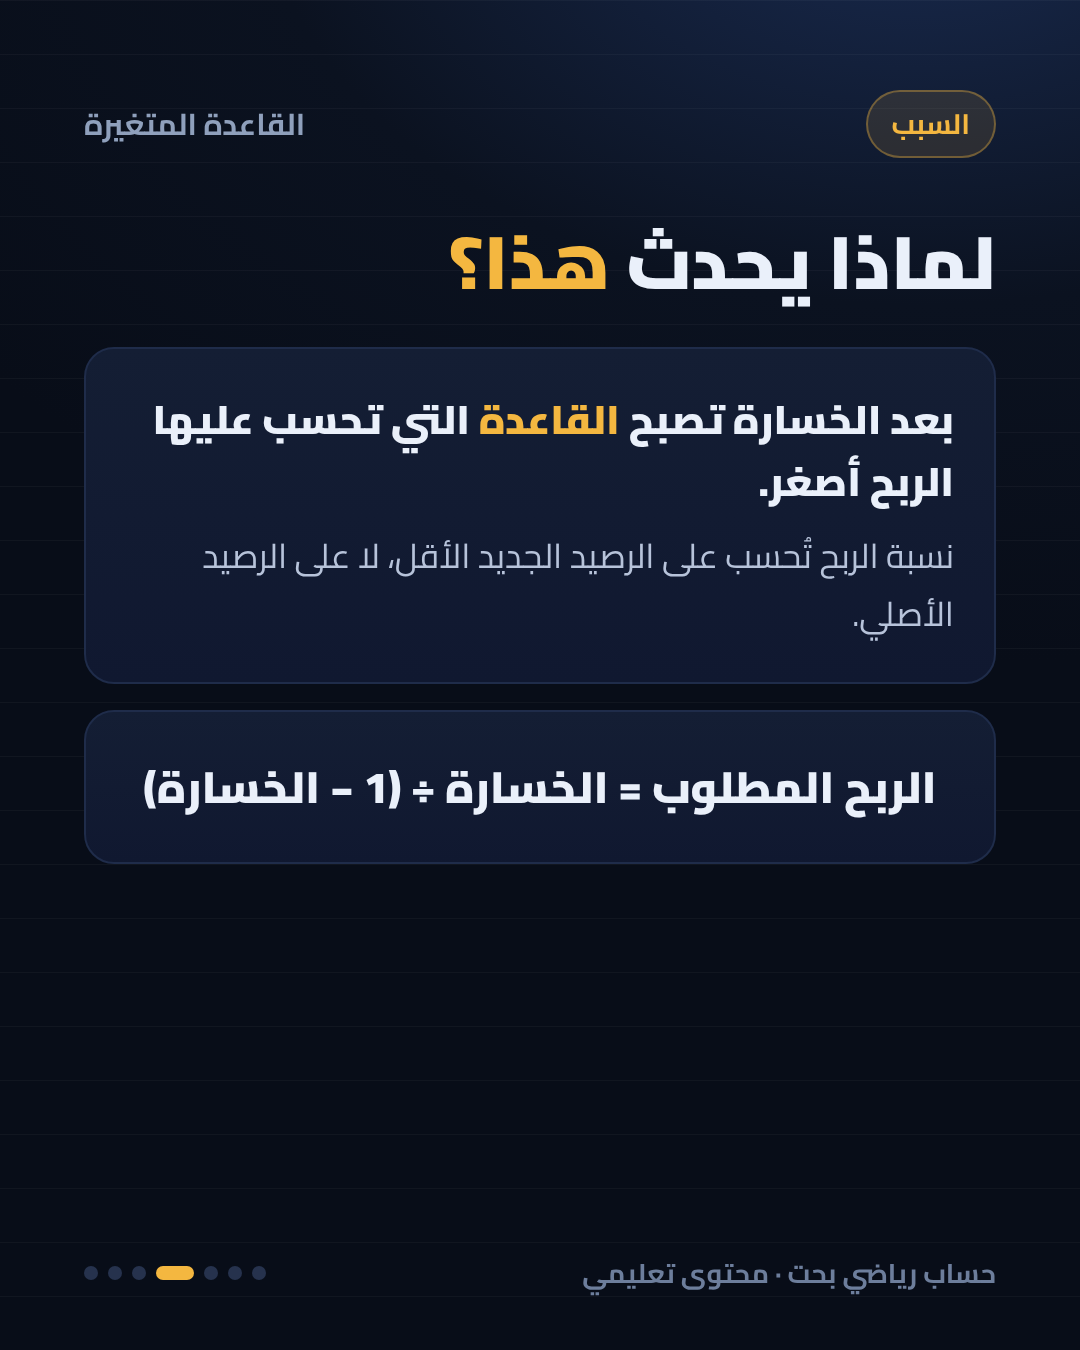 السبب
القاعدة المتغيرة
لماذا يحدث هذا؟
بعد الخسارة تصبح القاعدة التي تحسب عليها
الربح أصغر.
نسبة الربح تُحسب على الرصيد الجديد الأقل، لا على الرصيد
الأصلي.
الربح المطلوب = الخسارة ÷ (1 − الخسارة)
حساب رياضي بحت · محتوى تعليمي